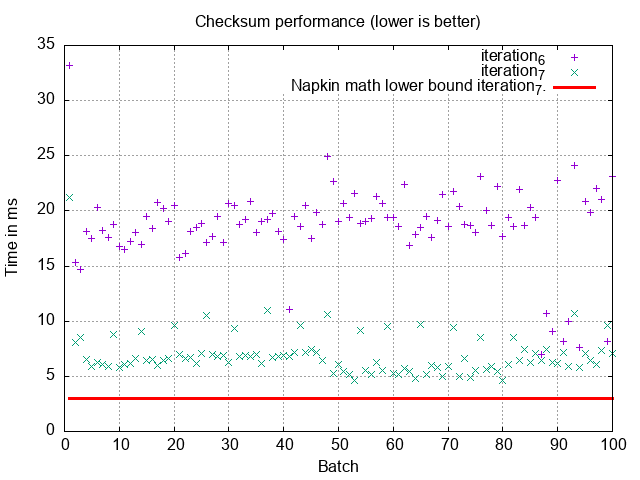 Checksum performance (lower is better)
iteration₆
iteration₇
Napkin math lower bound iteration₇.
35
30
25
20
15
10
5
0
Time in ms
0 10 20 30 40 50 60 70 80 90 100
Batch